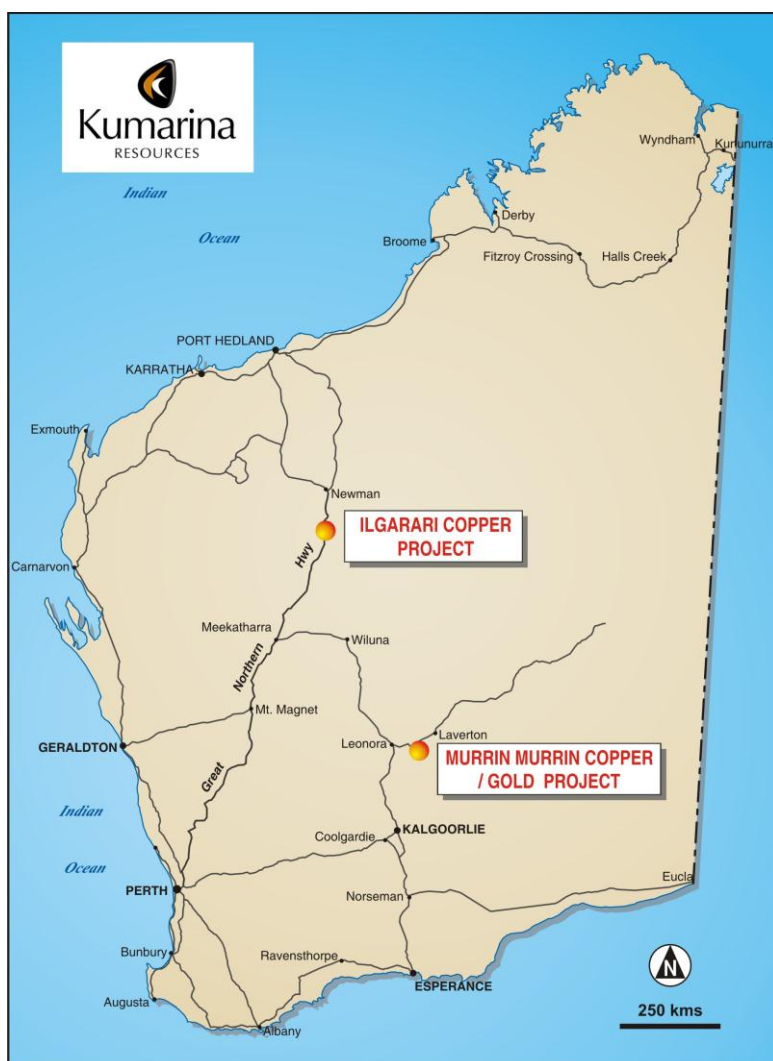 Kumarina
RESOURCES
Indian
Ocean
Wyndham
Kununurra
Derby
Broome
Fitzroy Crossing
Halls Creek
PORT HEDLAND
KARRATHA
Exmouth
Newman
ILGARARI COPPER
PROJECT
Hwy
Carnarvon
Meekatharra
Wiluna
Northern
Mt. Magnet
Laverton
GERALDTON
Leonora
MURRIN MURRIN COPPER
/ GOLD PROJECT
Great
Indian
Ocean
KALGOORLIE
Coolgardie
Eucla
PERTH
Norseman
Bunbury
Ravensthorpe
ESPERANCE
Augusta
Albany
N
250 kms